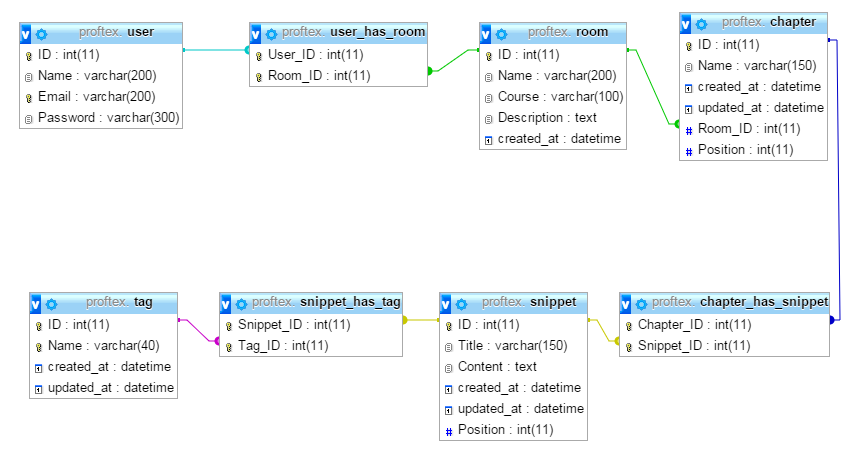 proftex. user
ID : int(11)
Name : varchar(200)
Email : varchar(200)
Password : varchar(300)
proftex. user_has_room
User_ID : int(11)
Room_ID : int(11)
proftex. room
ID : int(11)
Name : varchar(200)
Course : varchar(100)
Description : text
created_at : datetime
proftex. chapter
ID : int(11)
Name : varchar(150)
created_at : datetime
updated_at : datetime
# Room_ID : int(11)
# Position : int(11)
proftex. tag
ID : int(11)
Name : varchar(40)
created_at : datetime
updated_at : datetime
proftex. snippet_has_tag
Snippet_ID : int(11)
Tag_ID : int(11)
proftex. snippet
ID : int(11)
Title : varchar(150)
Content : text
created_at : datetime
updated_at : datetime
# Position : int(11)
proftex. chapter_has_snippet
Chapter_ID : int(11)
Snippet_ID : int(11)